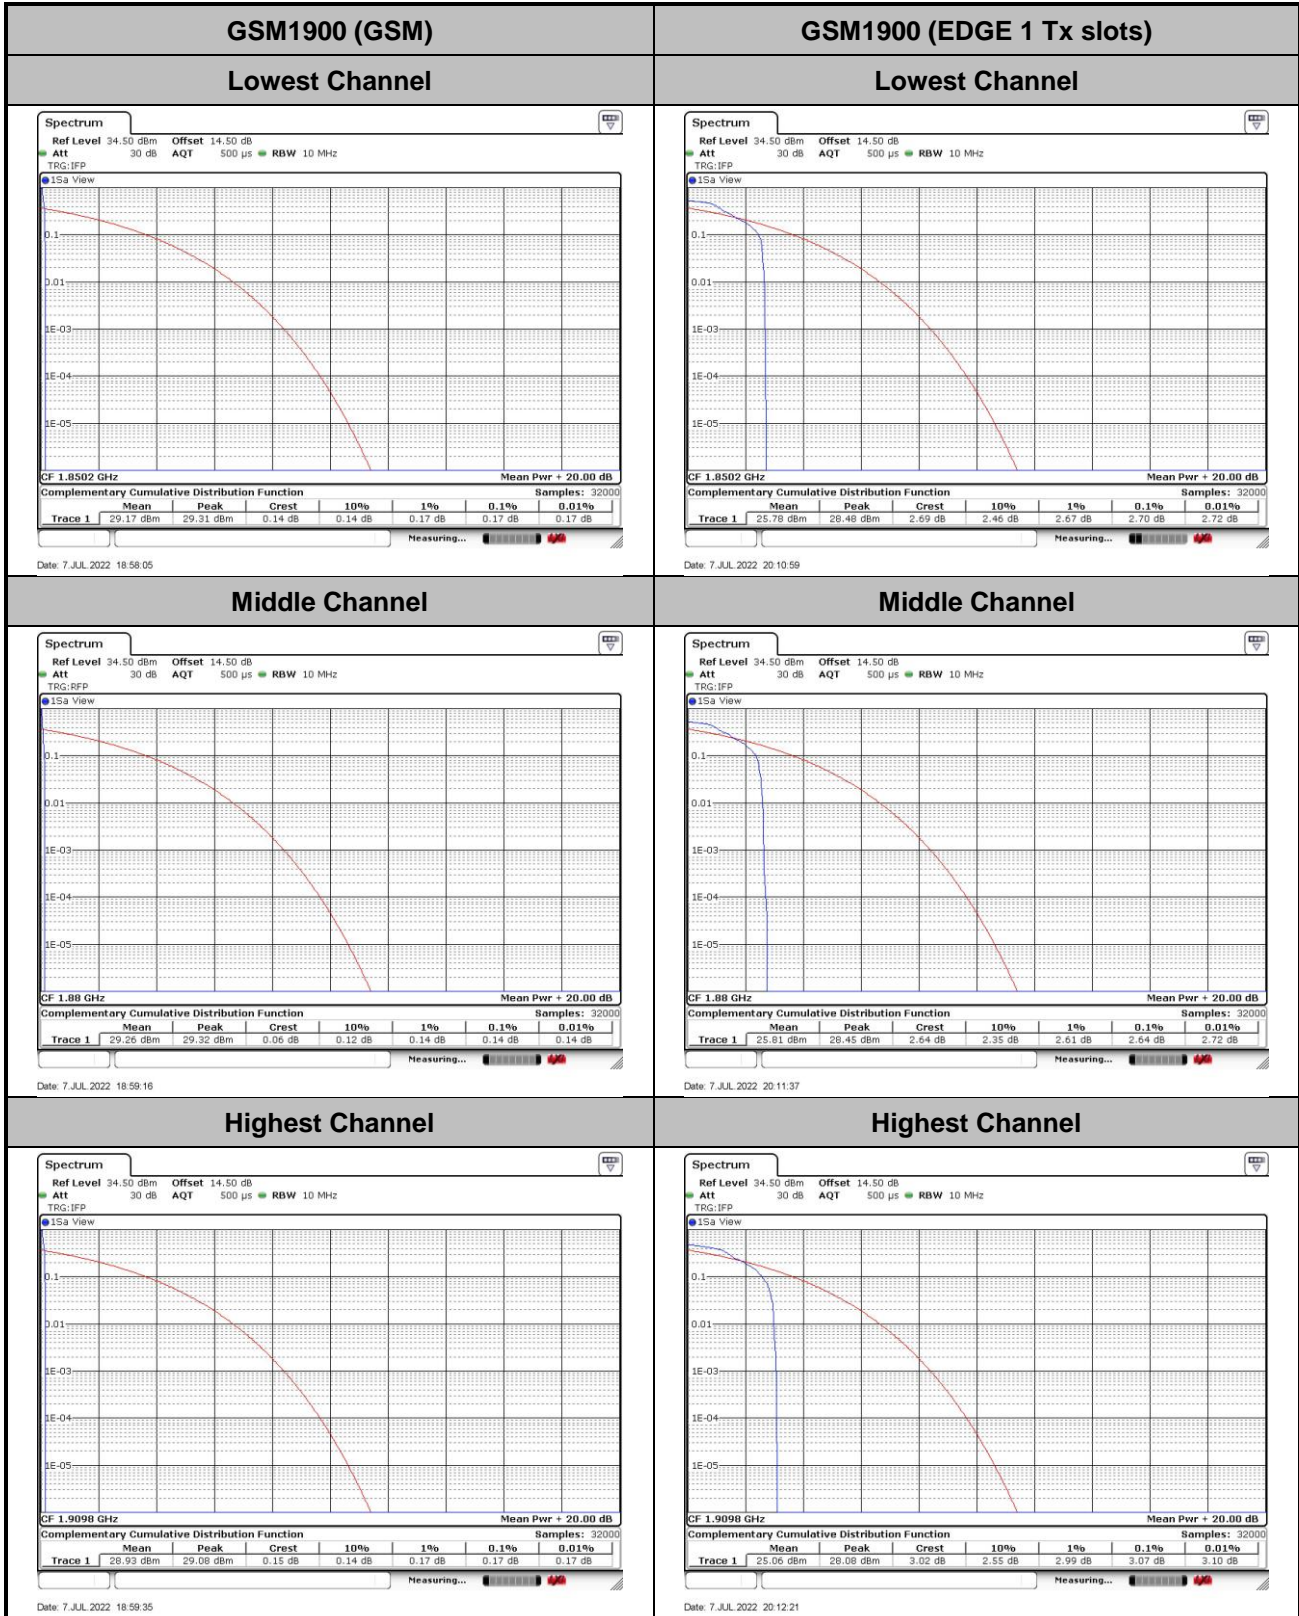 GSM1900 (GSM)
GSM1900 (EDGE 1 Tx slots)
Lowest Channel
Lowest Channel
Spectrum
Ref Level 34.50 dBm Offset 14.50 dB
Att 30 dB AQT 500 µs RBW 10 MHz
TRG:IFP
1Sa View
0.1
0.01
1E-03
1E-04
1E-05
CF 1.8502 GHz Mean Pwr + 20.00 dB
Complementary Cumulative Distribution Function Samples: 32000
Mean Peak Crest 10% 1% 0.1% 0.01%
Trace 1 29.17 dBm 29.31 dBm 0.14 dB 0.14 dB 0.17 dB 0.17 dB 0.17 dB
Measuring...
Date: 7.JUL.2022 18:58:05
Spectrum
Ref Level 34.50 dBm Offset 14.50 dB
Att 30 dB AQT 500 µs RBW 10 MHz
TRG:IFP
1Sa View
0.1
0.01
1E-03
1E-04
1E-05
CF 1.8502 GHz Mean Pwr + 20.00 dB
Complementary Cumulative Distribution Function Samples: 32000
Mean Peak Crest 10% 1% 0.1% 0.01%
Trace 1 25.78 dBm 28.48 dBm 2.69 dB 2.46 dB 2.67 dB 2.70 dB 2.72 dB
Measuring...
Date: 7.JUL.2022 20:10:59
Middle Channel
Middle Channel
Spectrum
Ref Level 34.50 dBm Offset 14.50 dB
Att 30 dB AQT 500 µs RBW 10 MHz
TRG:RFP
1Sa View
0.1
0.01
1E-03
1E-04
1E-05
CF 1.88 GHz Mean Pwr + 20.00 dB
Complementary Cumulative Distribution Function Samples: 32000
Mean Peak Crest 10% 1% 0.1% 0.01%
Trace 1 29.26 dBm 29.32 dBm 0.06 dB 0.12 dB 0.14 dB 0.14 dB 0.14 dB
Measuring...
Date: 7.JUL.2022 18:59:16
Spectrum
Ref Level 34.50 dBm Offset 14.50 dB
Att 30 dB AQT 500 µs RBW 10 MHz
TRG:IFP
1Sa View
0.1
0.01
1E-03
1E-04
1E-05
CF 1.88 GHz Mean Pwr + 20.00 dB
Complementary Cumulative Distribution Function Samples: 32000
Mean Peak Crest 10% 1% 0.1% 0.01%
Trace 1 25.81 dBm 28.45 dBm 2.64 dB 2.35 dB 2.61 dB 2.64 dB 2.72 dB
Measuring...
Date: 7.JUL.2022 20:11:37
Highest Channel
Highest Channel
Spectrum
Ref Level 34.50 dBm Offset 14.50 dB
Att 30 dB AQT 500 µs RBW 10 MHz
TRG:IFP
1Sa View
0.1
0.01
1E-03
1E-04
1E-05
CF 1.9098 GHz Mean Pwr + 20.00 dB
Complementary Cumulative Distribution Function Samples: 32000
Mean Peak Crest 10% 1% 0.1% 0.01%
Trace 1 28.93 dBm 29.08 dBm 0.15 dB 0.14 dB 0.17 dB 0.17 dB 0.17 dB
Measuring...
Date: 7.JUL.2022 18:59:35
Spectrum
Ref Level 34.50 dBm Offset 14.50 dB
Att 30 dB AQT 500 µs RBW 10 MHz
TRG:IFP
1Sa View
0.1
0.01
1E-03
1E-04
1E-05
CF 1.9098 GHz Mean Pwr + 20.00 dB
Complementary Cumulative Distribution Function Samples: 32000
Mean Peak Crest 10% 1% 0.1% 0.01%
Trace 1 25.06 dBm 28.08 dBm 3.02 dB 2.55 dB 2.99 dB 3.07 dB 3.10 dB
Measuring...
Date: 7.JUL.2022 20:12:21